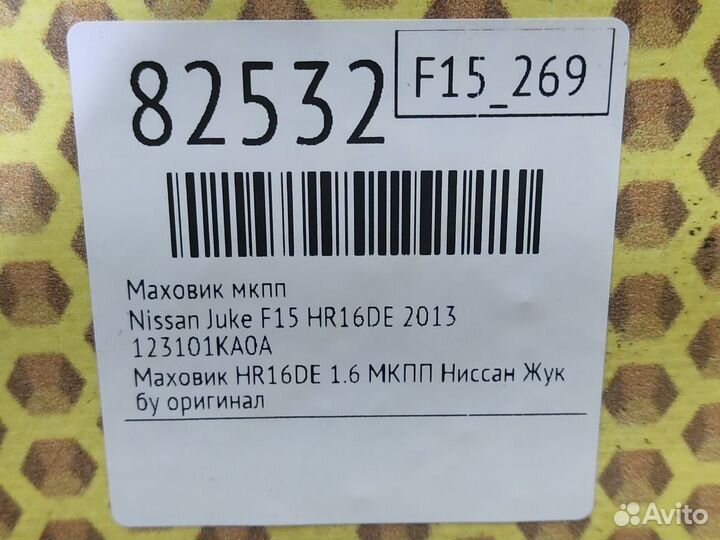 82532
F15_269
Маховик мкпп
Nissan Juke F15 HR16DE 2013
123101KA0A
Маховик HR16DE 1.6 МКПП Ниссан Жук
бу оригинал
Avito